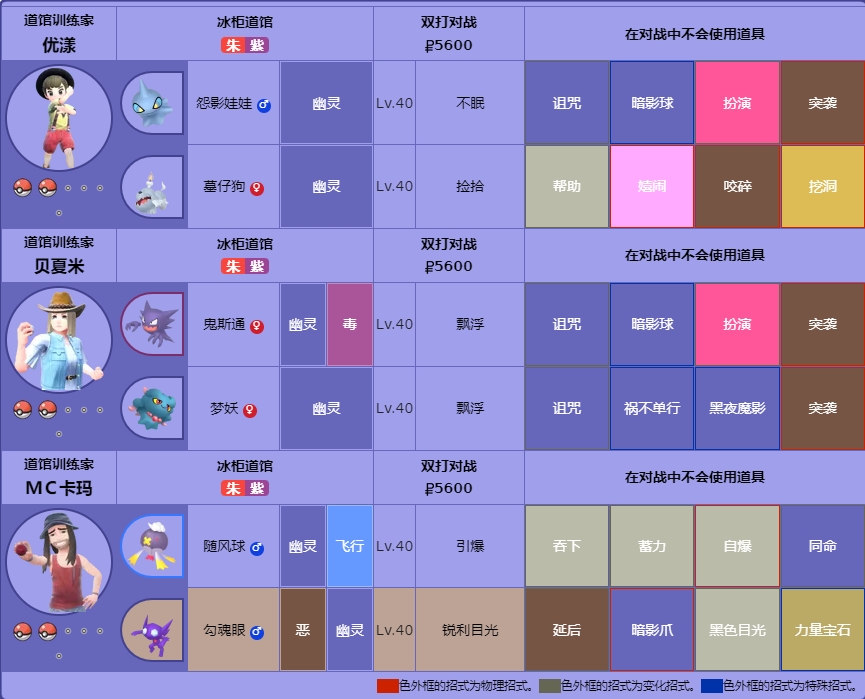 道馆训练家 冰柜道馆 双打对战 在对战中不会使用道具
优漾 朱 紫 ₽5600
怨影娃娃♂ 幽灵 Lv.40 不眠 诅咒 暗影球 扮演 突袭
墓仔狗♀ 幽灵 Lv.40 捡拾 帮助 嬉闹 咬碎 挖洞
道馆训练家 冰柜道馆 双打对战 在对战中不会使用道具
贝夏米 朱 紫 ₽5600
鬼斯通♀ 幽灵 毒 Lv.40 飘浮 诅咒 暗影球 扮演 突袭
梦妖♀ 幽灵 Lv.40 飘浮 诅咒 祸不单行 黑夜魔影 突袭
道馆训练家 冰柜道馆 双打对战 在对战中不会使用道具
MC卡玛 朱 紫 ₽5600
随风球♂ 幽灵 飞行 Lv.40 引爆 吞下 蓄力 自爆 同命
勾魂眼♂ 恶 幽灵 Lv.40 锐利目光 延后 暗影爪 黑色目光 力量宝石
色外框的招式为物理招式。 色外框的招式为变化招式。 色外框的招式为特殊招式。